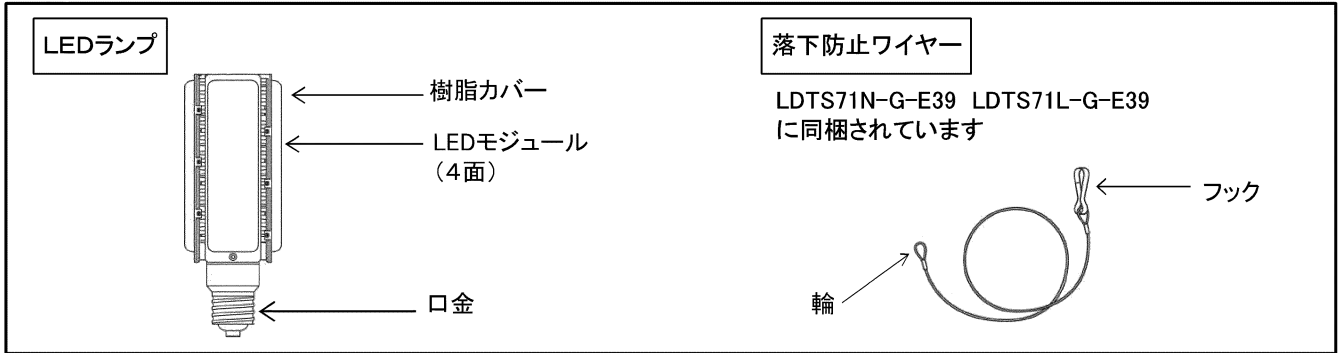 LEDランプ
樹脂カバー
LEDモジュール
(4面)
口金
落下防止ワイヤー
LDTS71N-G-E39 LDTS71L-G-E39
に同梱されています
フック
輪